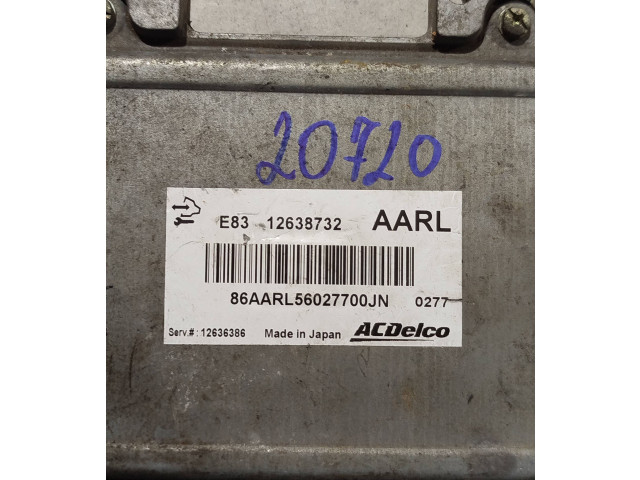 20720
E83 12638732 AARL
86AARL56027700JN 0277
Serv.#: 12636386 Made in Japan ACDelco